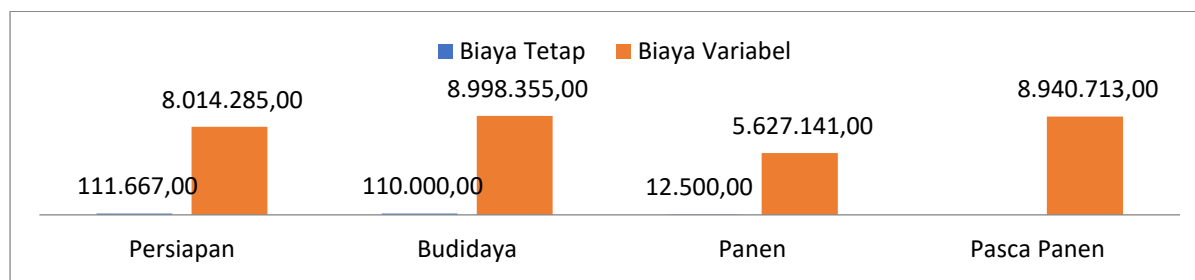 Biaya Tetap Biaya Variabel
8.014.285,00 8.998.355,00 5.627.141,00 8.940.713,00
111.667,00 110.000,00 12.500,00
Persiapan Budidaya Panen Pasca Panen